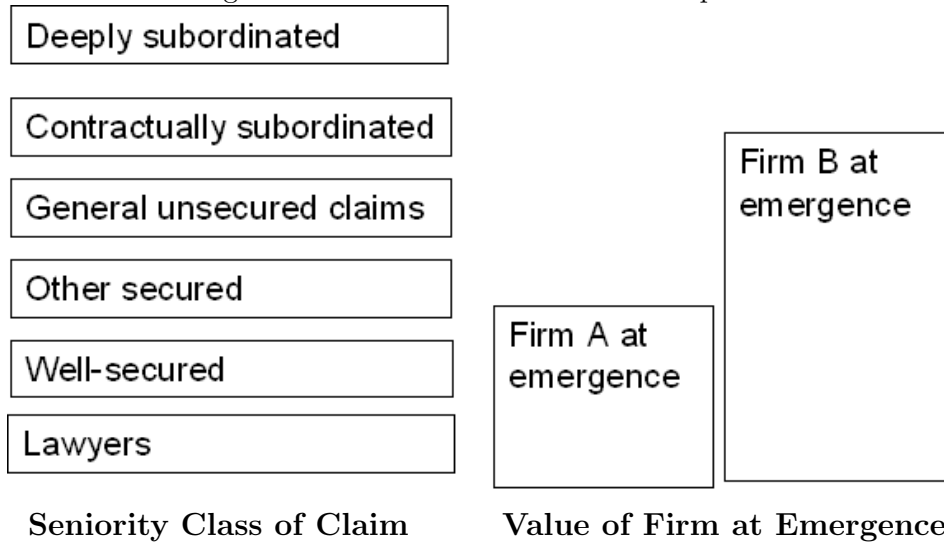 Deeply subordinated
Contractually subordinated
General unsecured claims
Other secured
Well-secured
Lawyers
Firm A at
emergence
Firm B at
emergence
Seniority Class of Claim
Value of Firm at Emergence